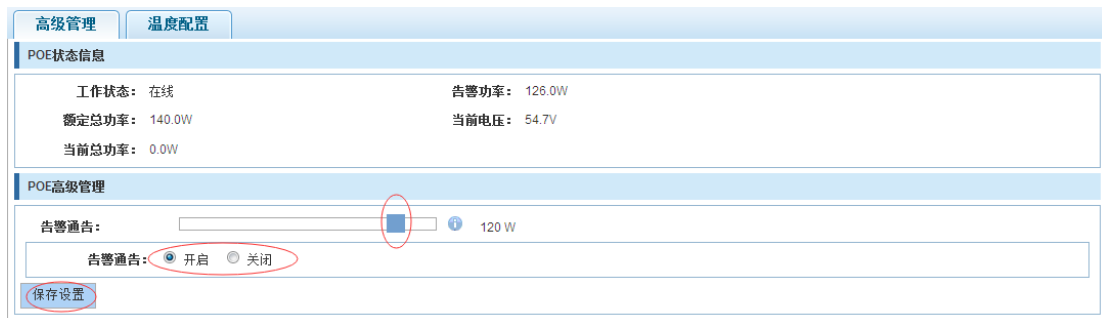 高级管理 温度配置
POE状态信息
工作状态： 在线 告警功率： 126.0W
额定总功率： 140.0W 当前电压： 54.7V
当前总功率： 0.0W
POE高级管理
告警通告： 120 W
告警通告： 开启 关闭
保存设置